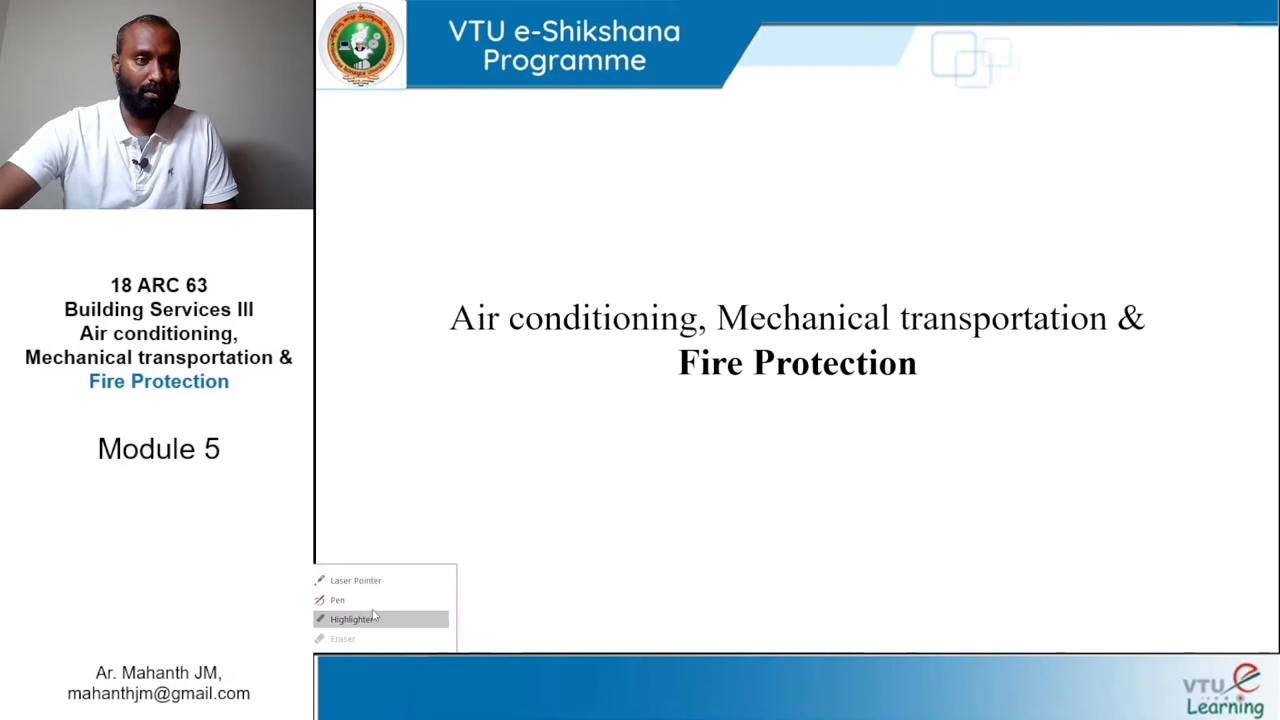 VTU e-Shikshana
Programme
18 ARC 63
Building Services III
Air conditioning,
Mechanical transportation &
Fire Protection
Module 5
Ar. Mahanth JM,
mahanthjm@gmail.com
Air conditioning, Mechanical transportation &
Fire Protection
Laser Pointer
Pen
Highlighter
Eraser
VTU
Learning